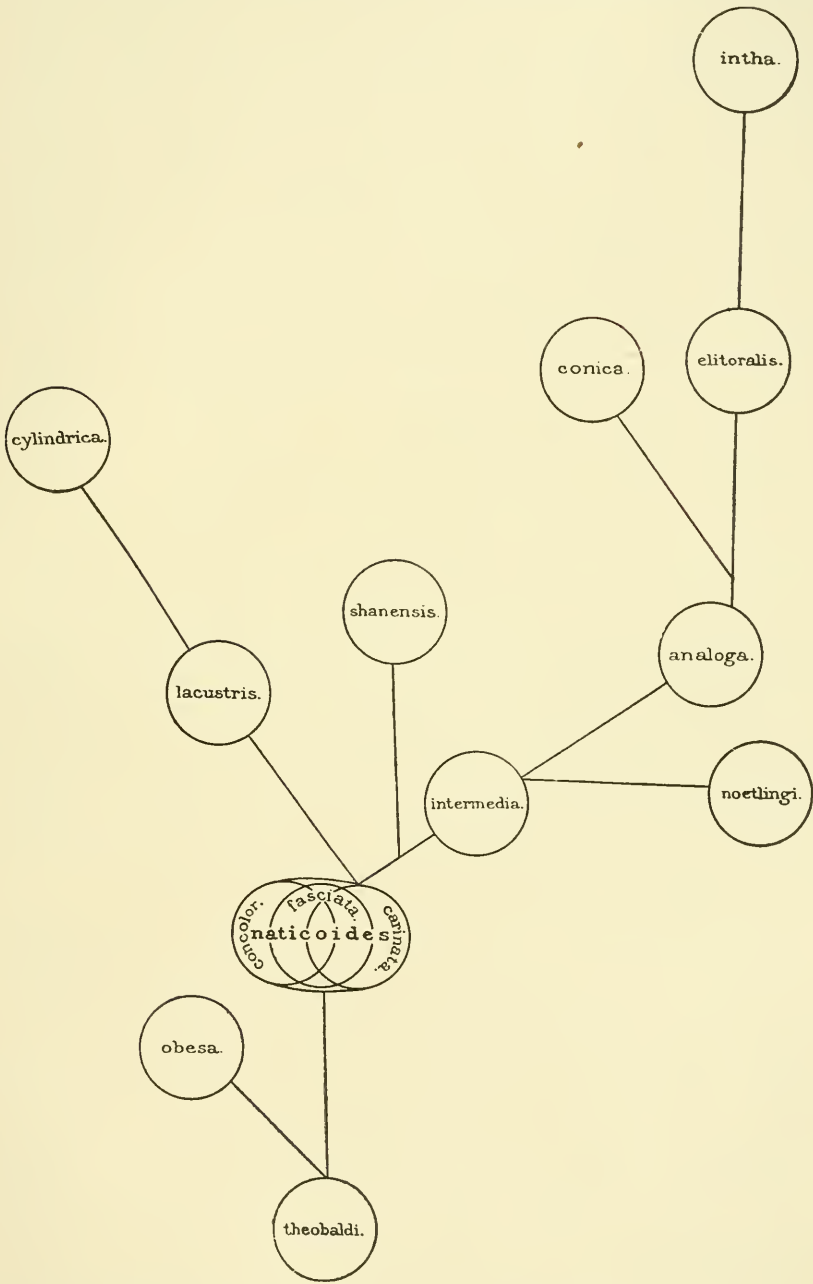 intha.
conica.
elitoralis.
cylindrica.
shanensis.
lacustris.
analoga.
intermedia.
noetlingi.
concolor.
fasciata.
carinata.
naticoides
obesa.
theobaldi.